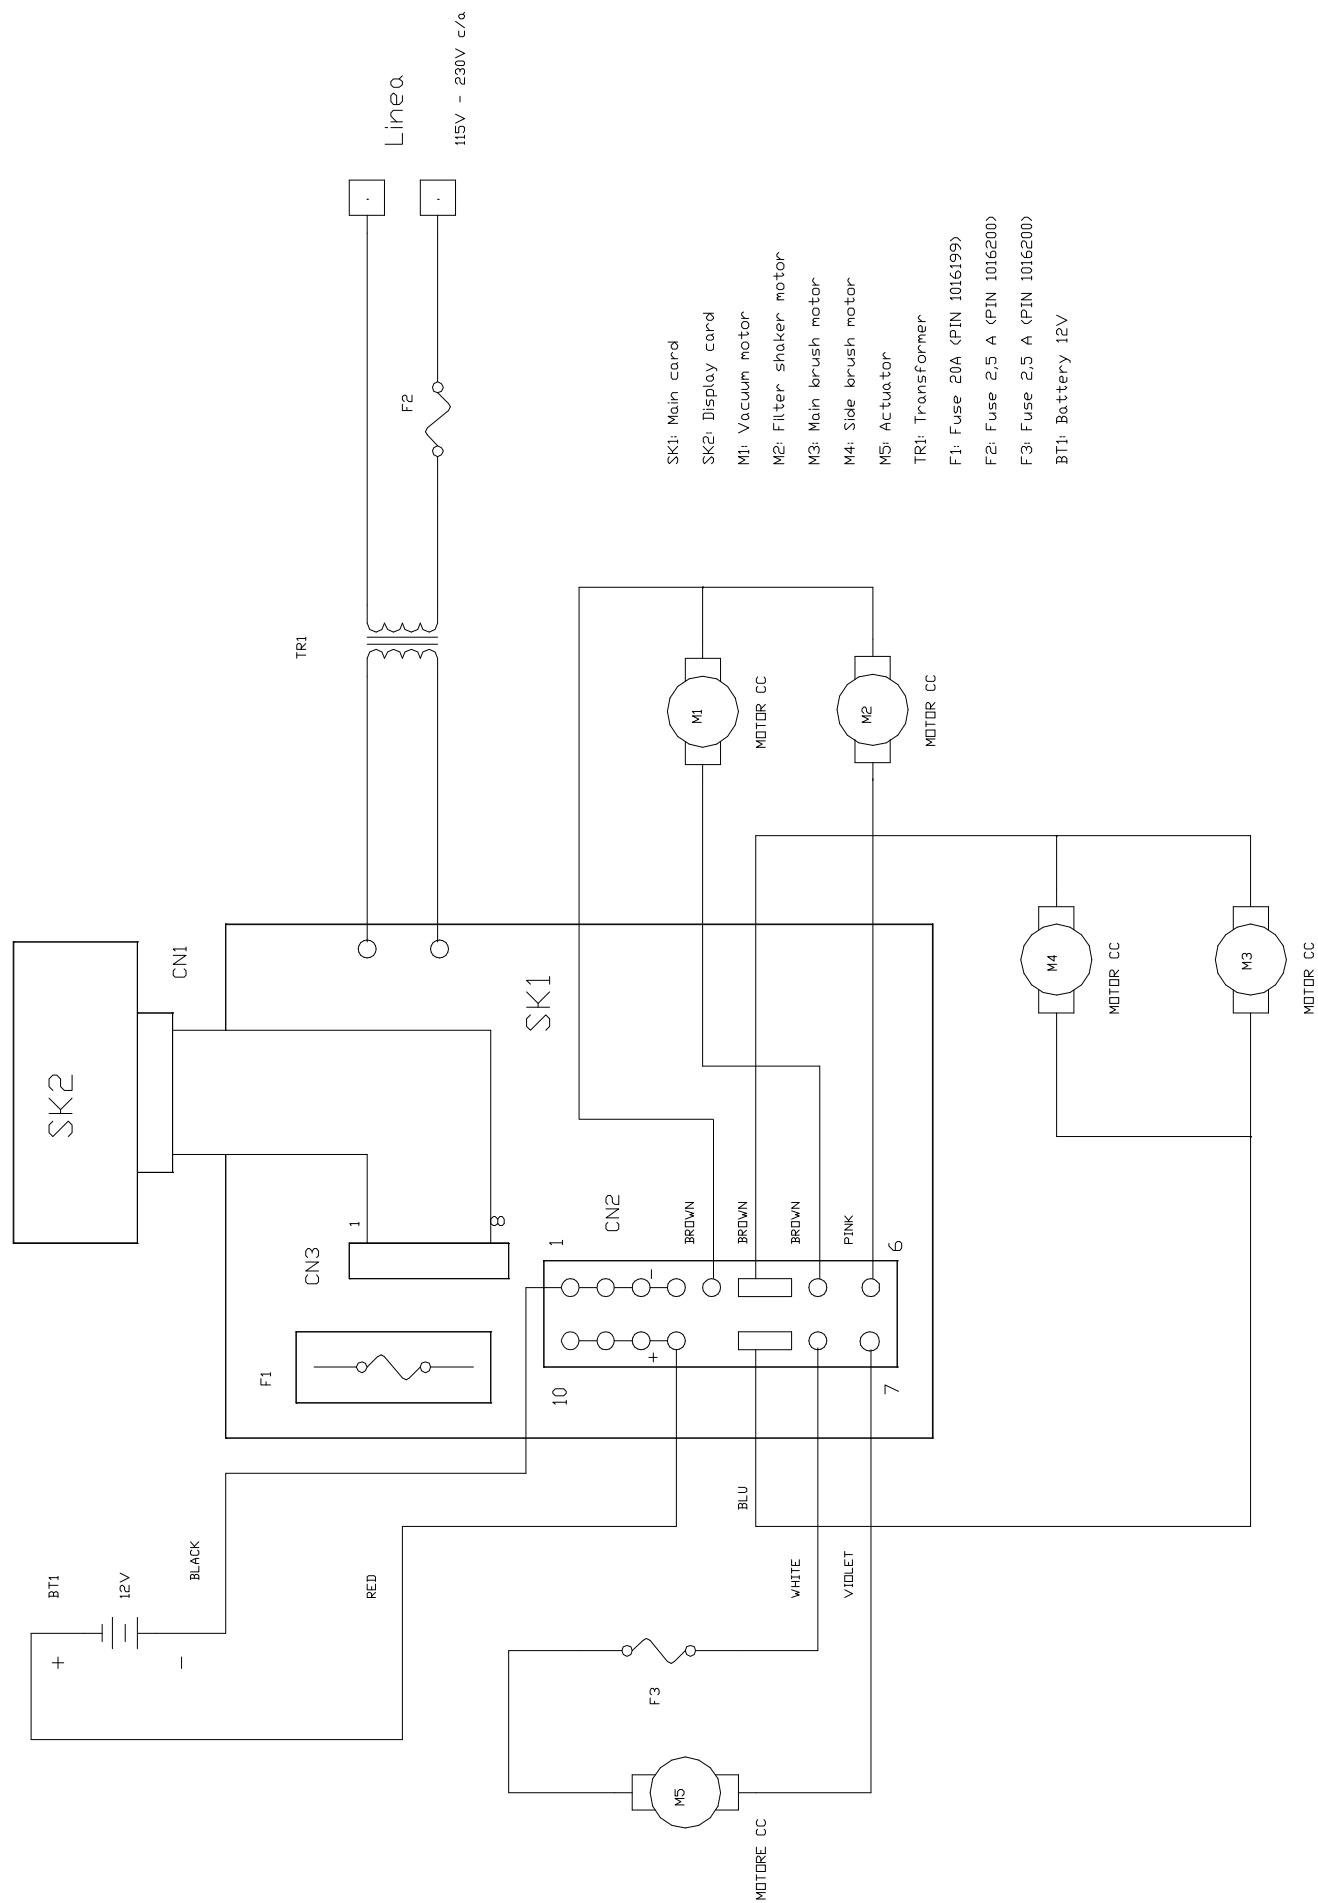 SK2
CN1
CN3
1
8
F1
SK1
CN2
1
10
6
7
-
+
BROWN
BROWN
BROWN
PINK
BLU
WHITE
VIOLET
BT1
12V
+
-
BLACK
RED
F3
M5
MOTORE CC
TR1
F2
Linea
115V - 230V c/a
M1
MOTOR CC
M2
MOTOR CC
M4
MOTOR CC
M3
MOTOR CC
SK1: Main card
SK2: Display card
M1: Vacuum motor
M2: Filter shaker motor
M3: Main brush motor
M4: Side brush motor
M5: Actuator
TR1: Transformer
F1: Fuse 20A (PIN 1016199)
F2: Fuse 2,5 A (PIN 1016200)
F3: Fuse 2,5 A (PIN 1016200)
BT1: Battery 12V